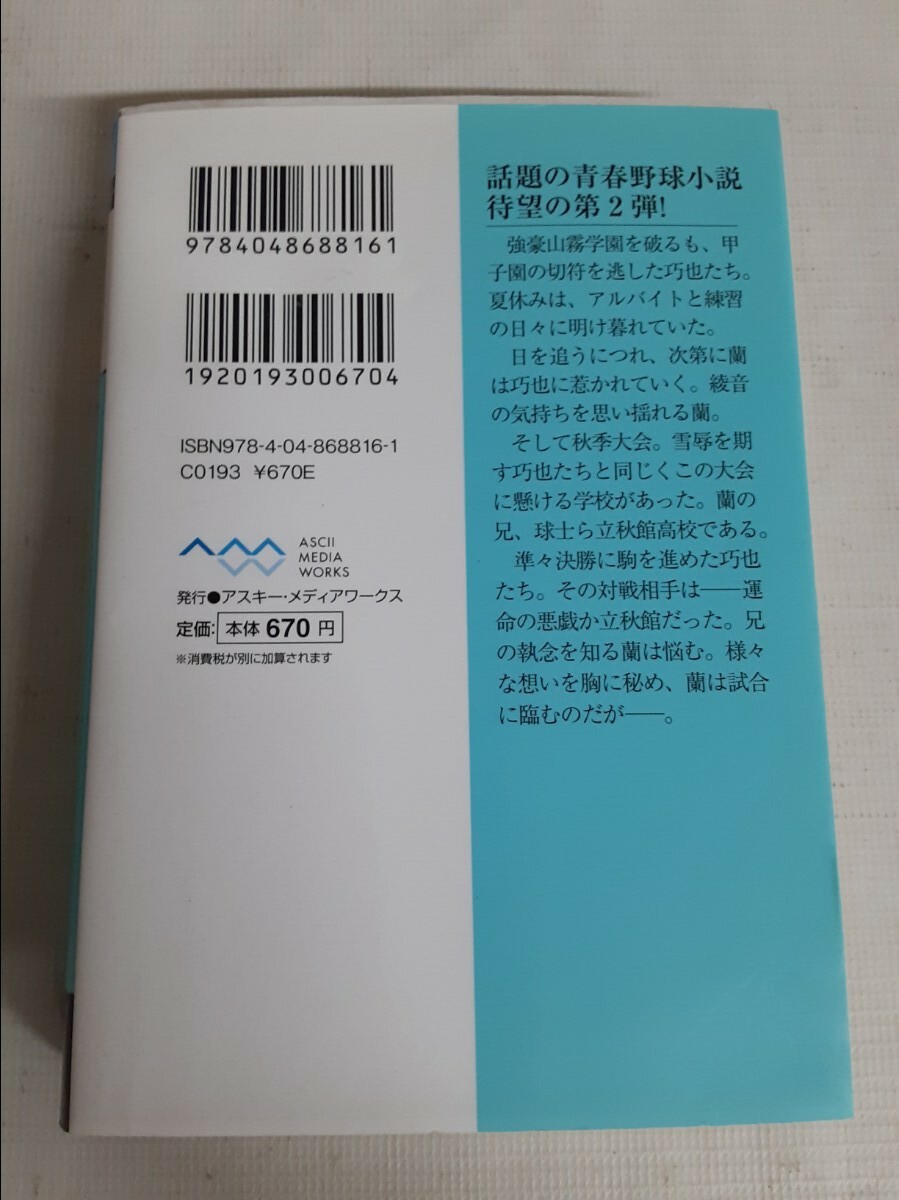 9784048688161
1920193006704
ISBN978-4-04-868816-1
C0193 ¥670E
ASCII
MEDIA
WORKS
発行●アスキー・メディアワークス
定価: 本体670円
※消費税が別に加算されます
話題の青春野球小説
待望の第2弾!
強豪山霧学園を破るも、甲
子園の切符を逃した巧也たち。
夏休みは、アルバイトと練習
の日々に明け暮れていた。
日を追うにつれ、次第に蘭
は巧也に惹かれていく。綾音
の気持ちを思い揺れる蘭。
そして秋季大会。雪辱を期
す巧也たちと同じくこの大会
に懸ける学校があった。蘭の
兄、球士ら立秋館高校である。
準々決勝に駒を進めた巧也
たち。その対戦相手は――運
命の悪戯か立秋館だった。兄
の執念を知る蘭は悩む。様々
な想いを胸に秘め、蘭は試合
に臨むのだが――。